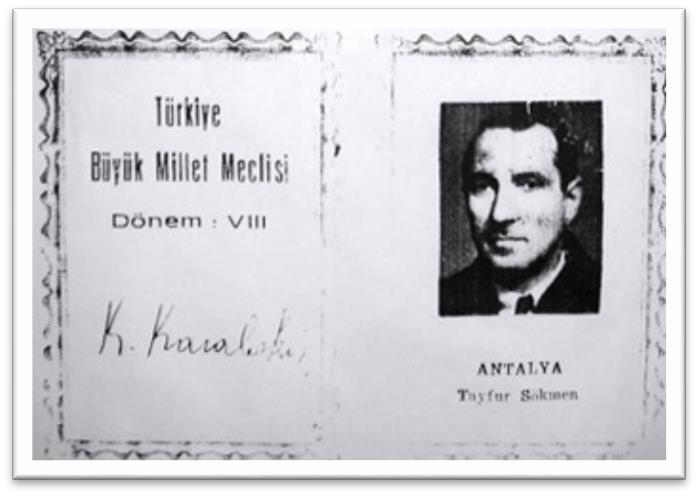 Türkiye
Büyük Millet Meclisi
Dönem : VIII
K.
ANTALYA
Tayfur Sökmen